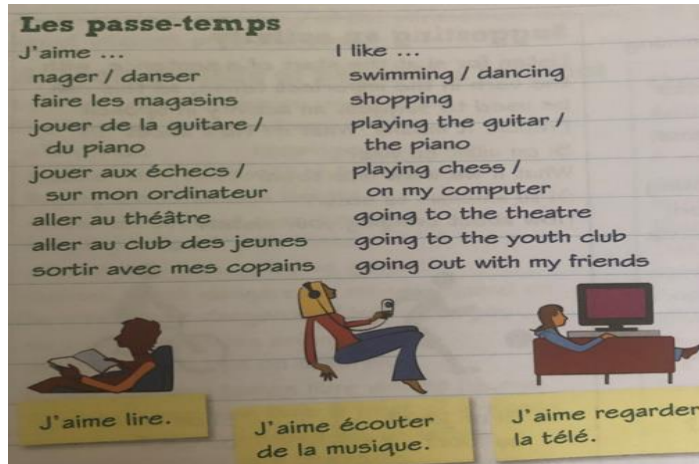 Les passe-temps
J'aime ... I like ...
nager / danser swimming / dancing
faire les magasins shopping
jouer de la guitare / playing the guitar /
du piano the piano
jouer aux échecs / playing chess /
sur mon ordinateur on my computer
aller au théâtre going to the theatre
aller au club des jeunes going to the youth club
sortir avec mes copains going out with my friends
J'aime lire.
J'aime écouter
de la musique.
J'aime regarder
la télé.